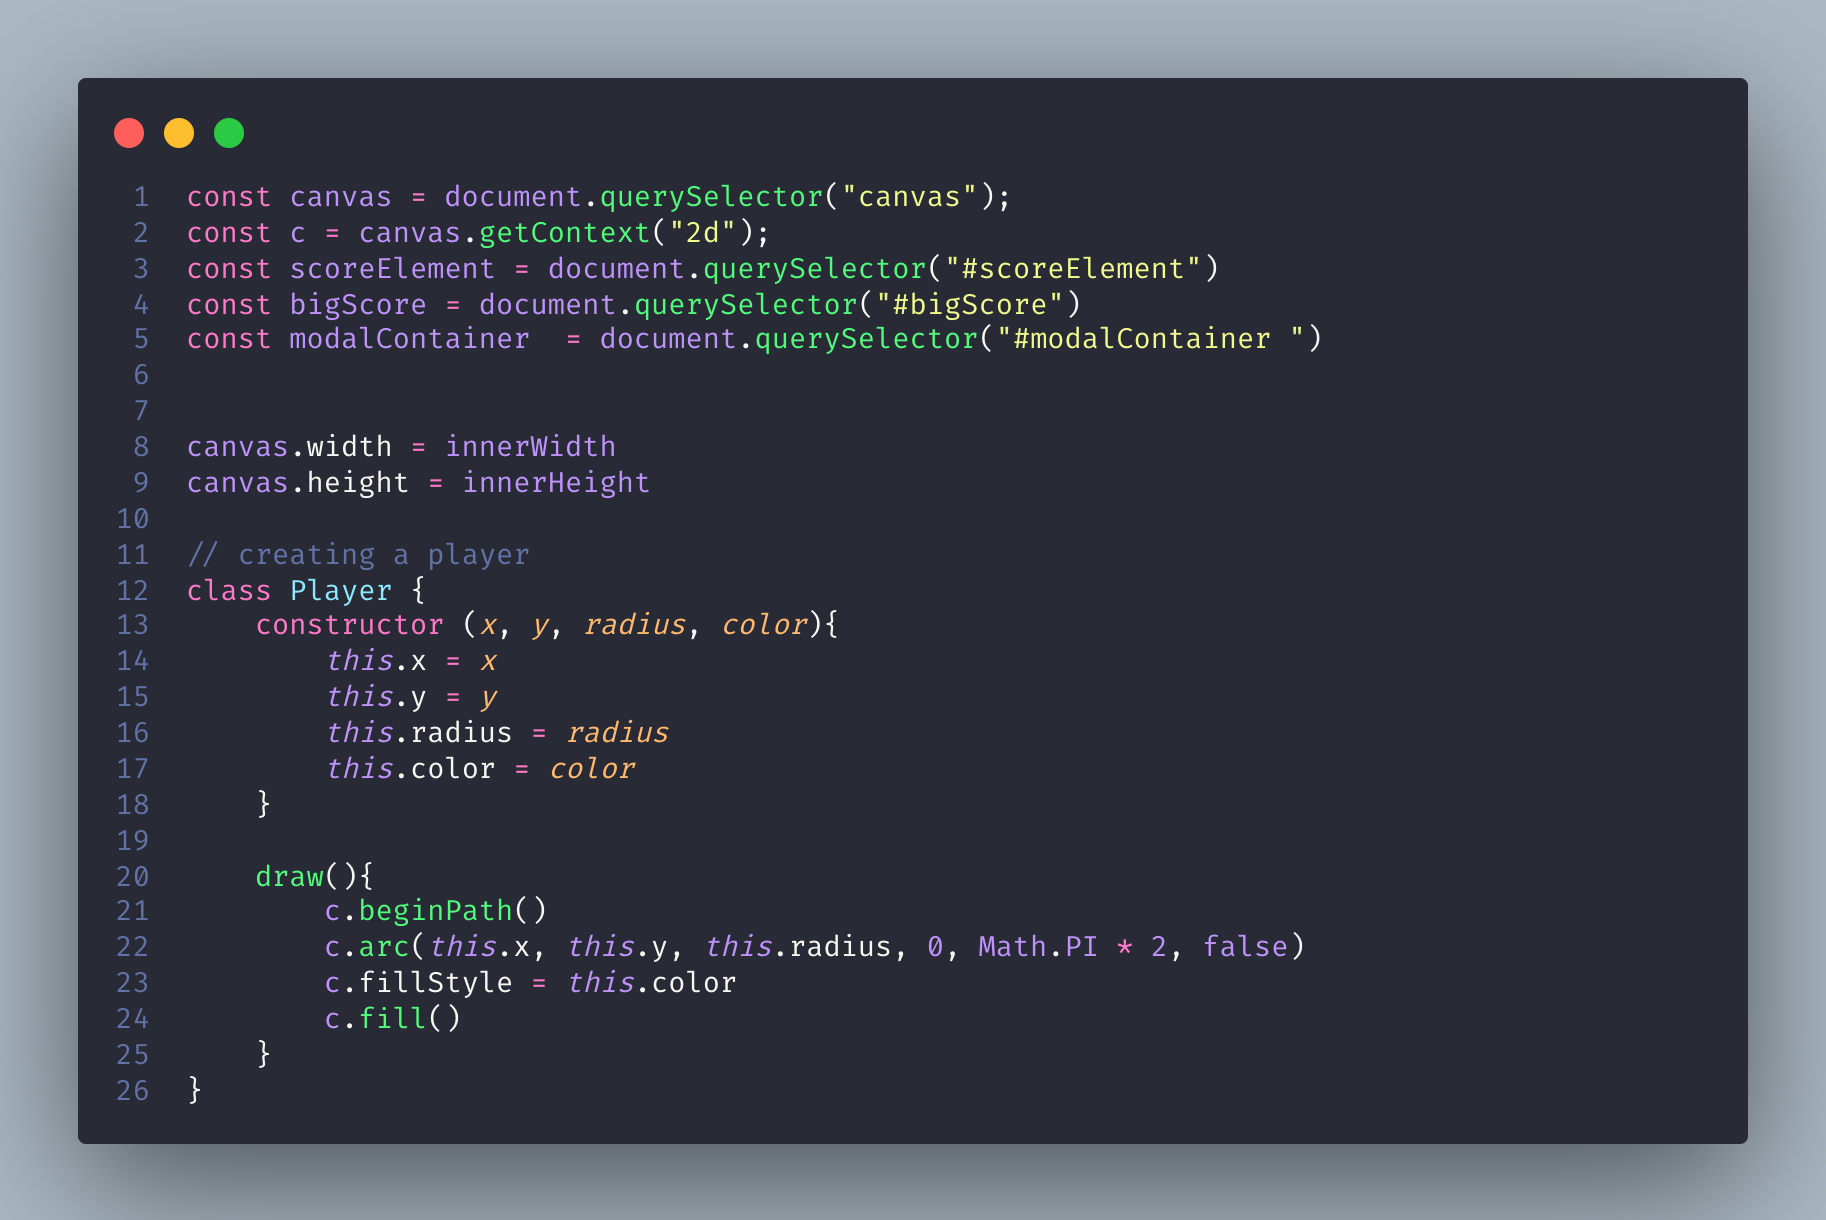 1 const canvas = document.querySelector("canvas");
2 const c = canvas.getContext("2d");
3 const scoreElement = document.querySelector("#scoreElement")
4 const bigScore = document.querySelector("#bigScore")
5 const modalContainer  = document.querySelector("#modalContainer ")
6
7
8 canvas.width = innerWidth
9 canvas.height = innerHeight
10
11 // creating a player
12 class Player {
13     constructor (x, y, radius, color){
14         this.x = x
15         this.y = y
16         this.radius = radius
17         this.color = color
18     }
19
20     draw(){
21         c.beginPath()
22         c.arc(this.x, this.y, this.radius, 0, Math.PI * 2, false)
23         c.fillStyle = this.color
24         c.fill()
25     }
26 }